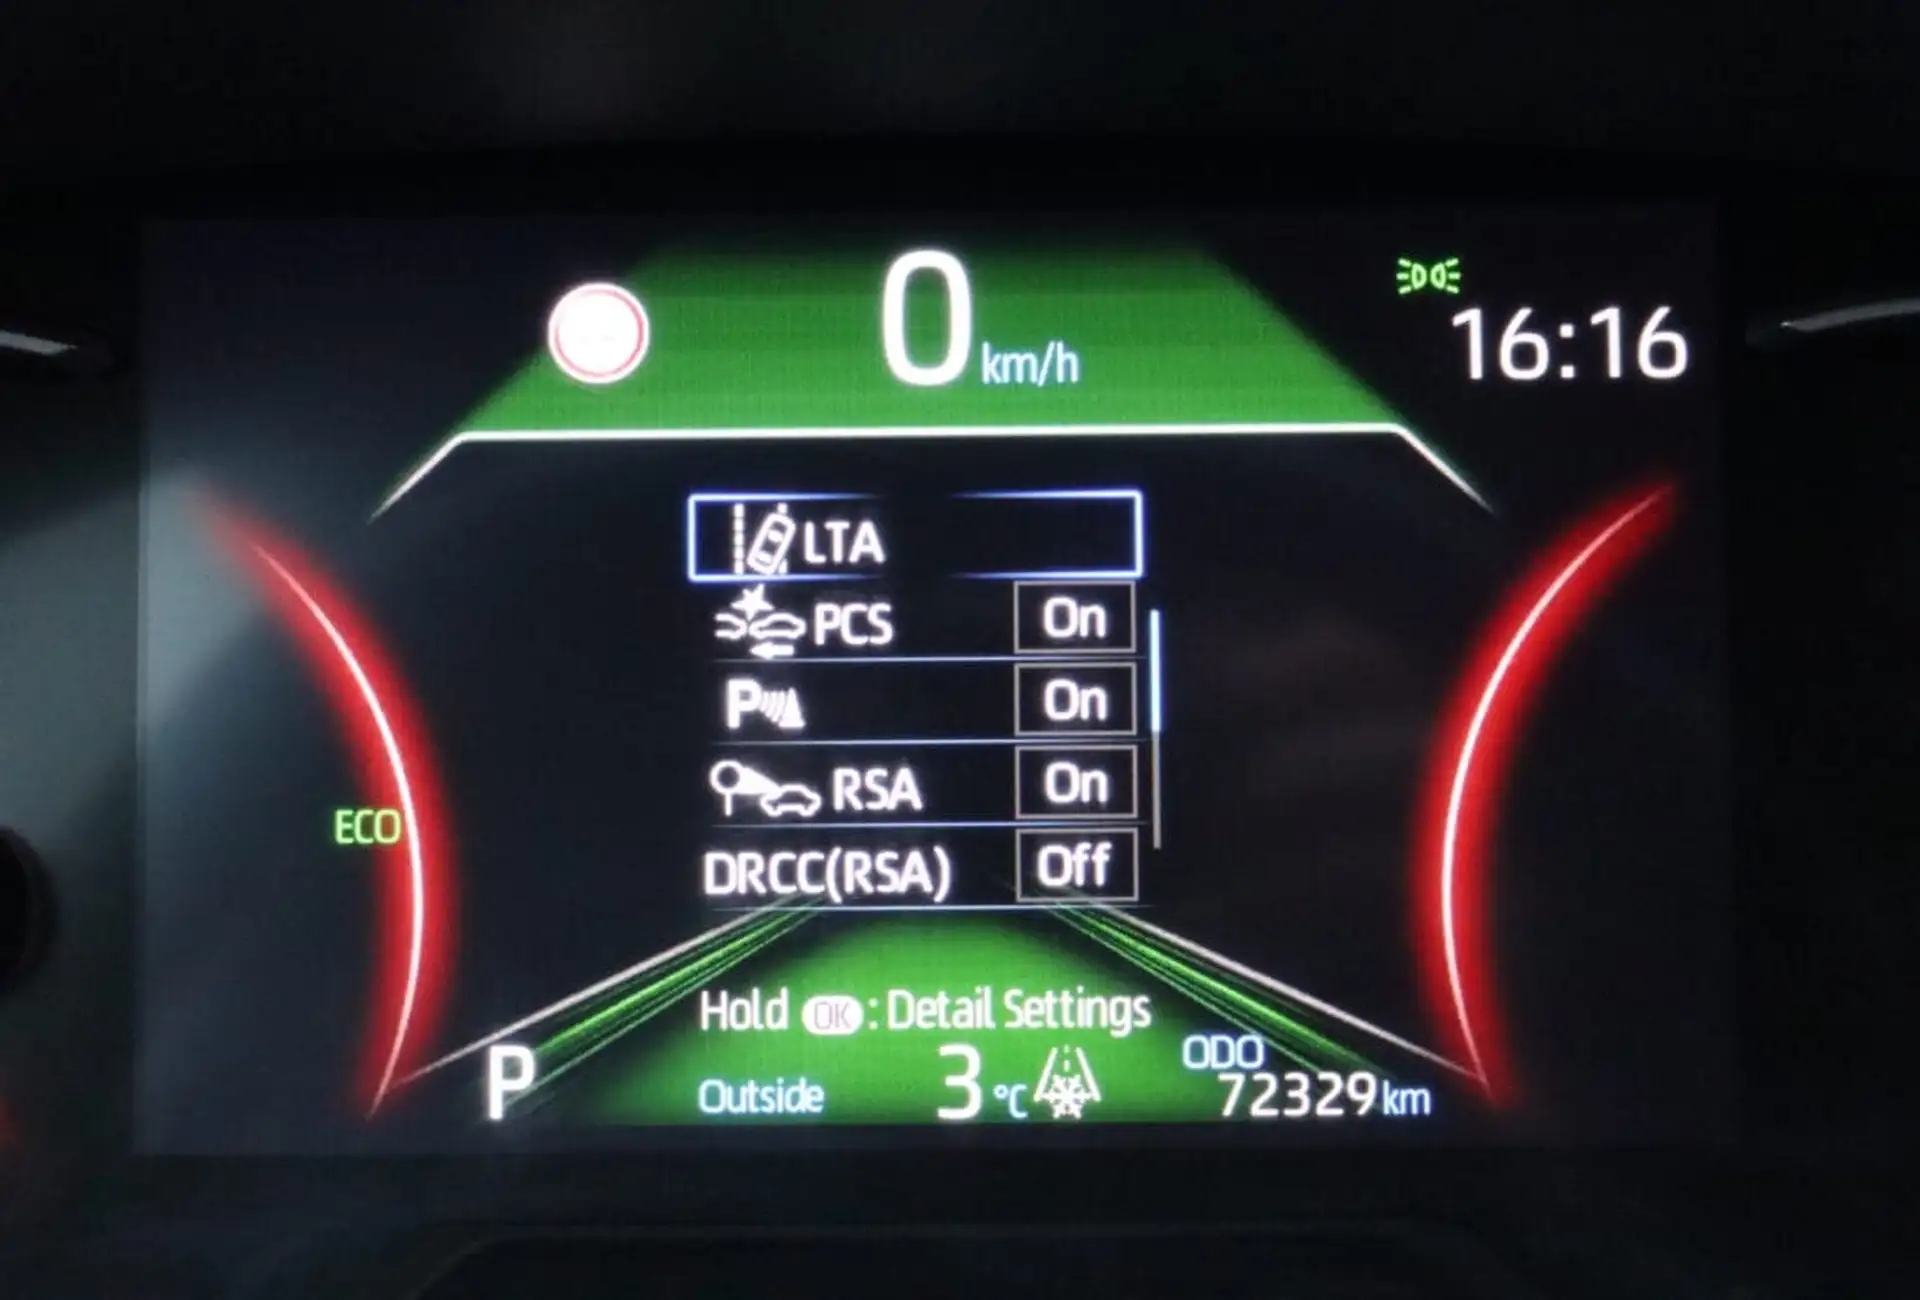 0 km/h
16:16
LTA
PCS On
P On
RSA On
DRCC(RSA) Off
ECO
Hold OK : Detail Settings
P
Outside 3 °C
ODO
72329 km